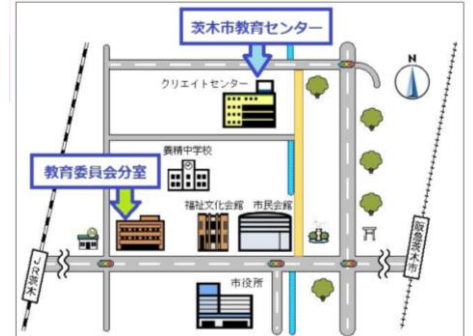 茨木市教育センター
N
クリエイトセンター
養精中学校
教育委員会分室
福祉文化会館
市民会館
JR茨木
阪急茨木市
市役所